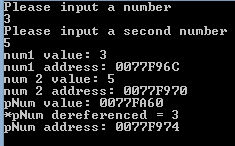 Please input a number
3
Please input a second number
5
num1 value: 3
num1 address: 0077F96C
num 2 value: 5
num 2 address: 0077F970
pNum value: 0077FA60
*pNum dereferenced = 3
pNum address: 0077F974